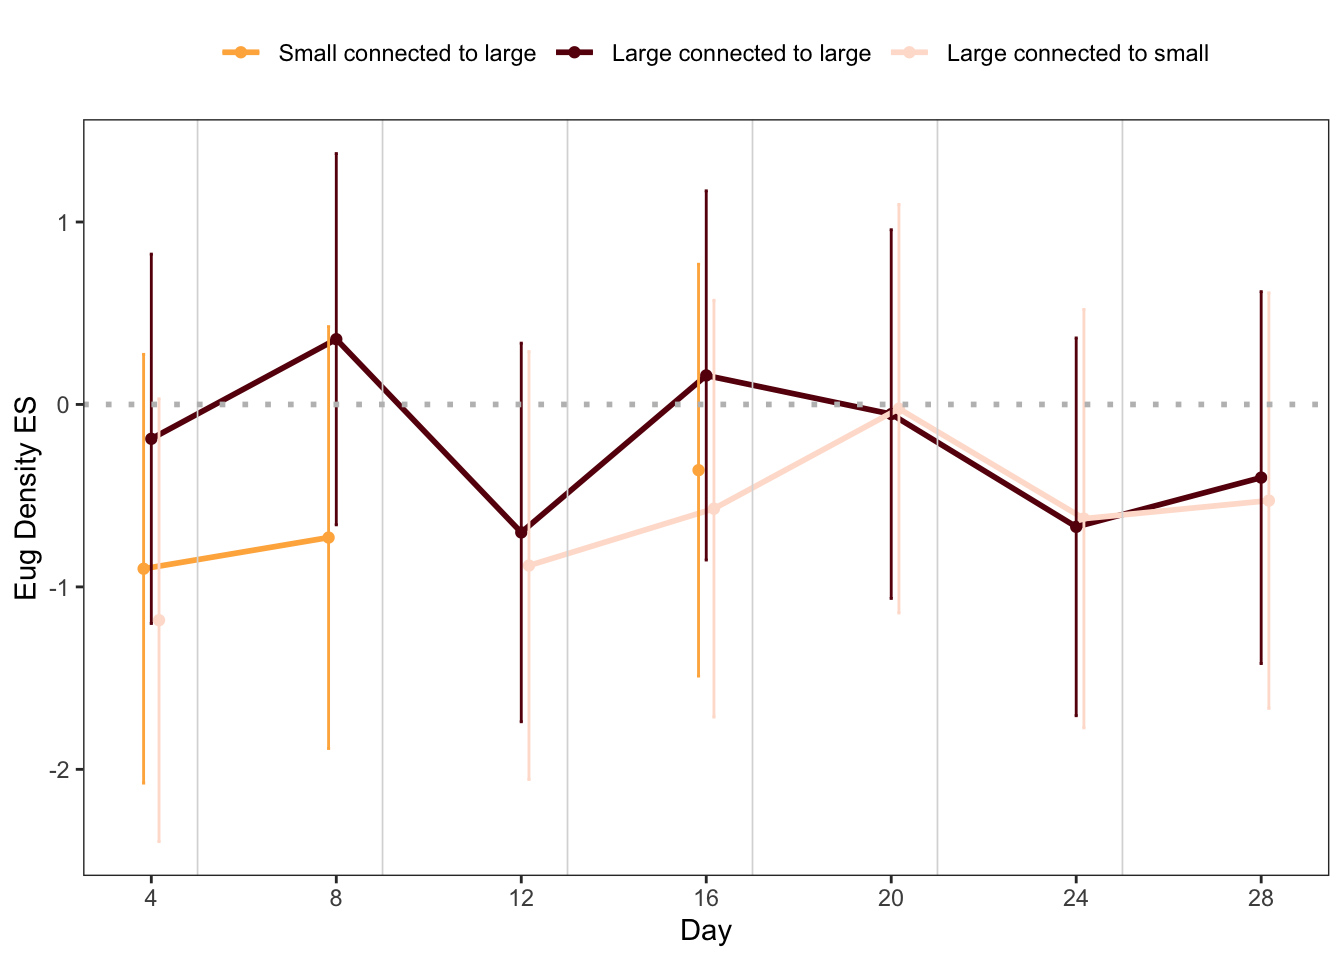 Small connected to large Large connected to large Large connected to small
1
0
-1
-2
Eug Density ES
4 8 12 16 20 24 28
Day